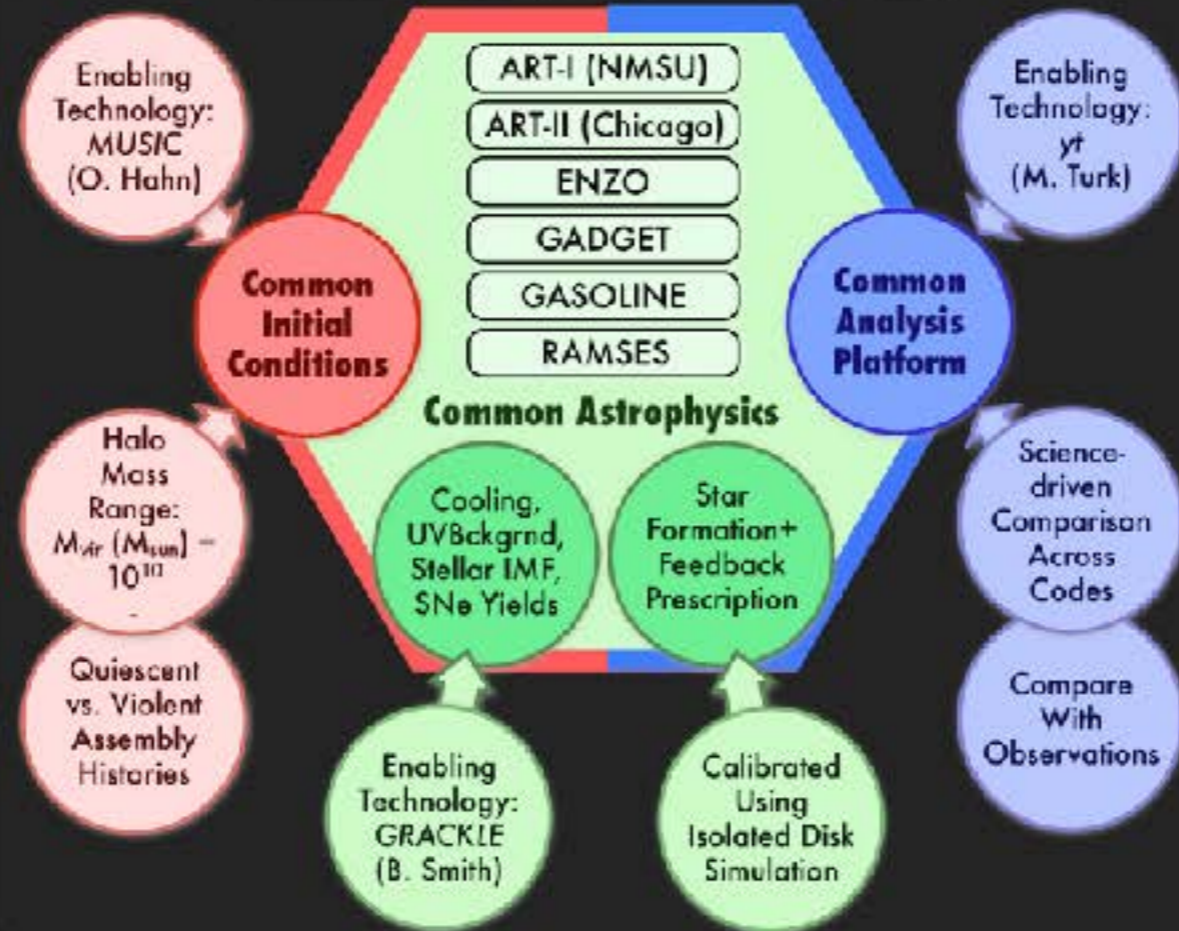 Enabling
Technology:
MUSIC
(O. Hahn)
ART-I (NMSU)
ART-II (Chicago)
ENZO
GADGET
GASOLINE
RAMSES
Enabling
Technology:
yt
(M. Turk)
Common
Initial
Conditions
Common
Analysis
Platform
Common Astrophysics
Halo
Mass
Range:
Mvir (Msun) –
10¹⁰
-
Quiescent
vs. Violent
Assembly
Histories
Cooling,
UVBckgrnd,
Stellar IMF,
SNe Yields
Star
Formation+
Feedback
Prescription
Science-
driven
Comparison
Across
Codes
Compare
With
Observations
Enabling
Technology:
GRACKLE
(B. Smith)
Calibrated
Using
Isolated Disk
Simulation